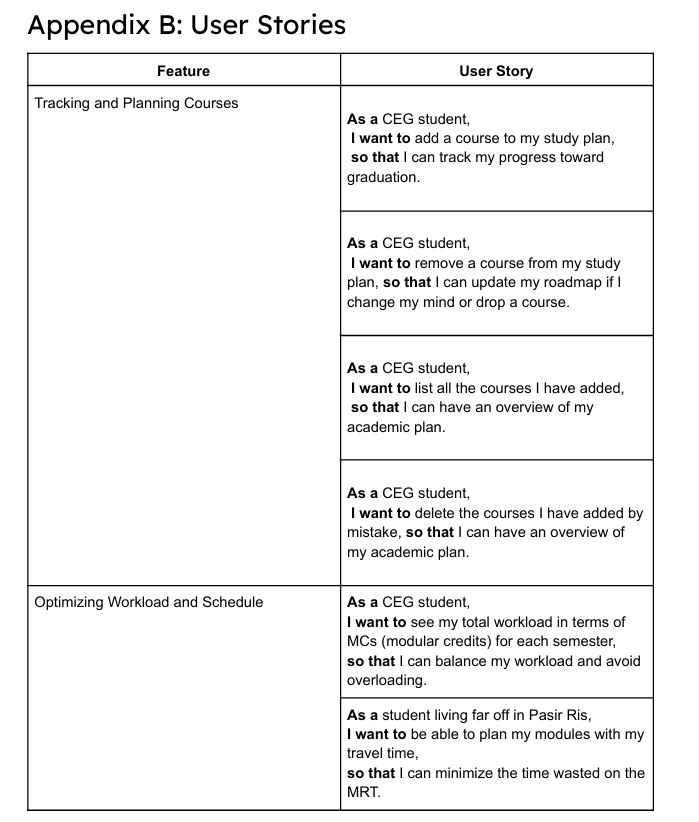 Appendix B: User Stories
Feature
User Story
Tracking and Planning Courses
As a CEG student,
I want to add a course to my study plan,
so that I can track my progress toward
graduation.
As a CEG student,
I want to remove a course from my study
plan, so that I can update my roadmap if I
change my mind or drop a course.
As a CEG student,
I want to list all the courses I have added,
so that I can have an overview of my
academic plan.
As a CEG student,
I want to delete the courses I have added by
mistake, so that I can have an overview of
my academic plan.
Optimizing Workload and Schedule
As a CEG student,
I want to see my total workload in terms of
MCs (modular credits) for each semester,
so that I can balance my workload and avoid
overloading.
As a student living far off in Pasir Ris,
I want to be able to plan my modules with my
travel time,
so that I can minimize the time wasted on the
MRT.